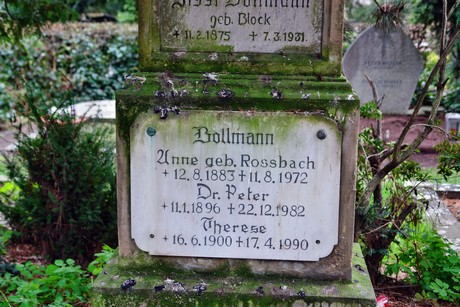 Bollmann
geb. Block
+ 11.2.1875 + 7.3.1931
Bollmann
Anne geb. Rossbach
+ 12.8.1883 + 11.8.1972
Dr. Peter
+ 11.1.1896 + 22.12.1982
Therese
+ 16.6.1900 + 17.4.1990